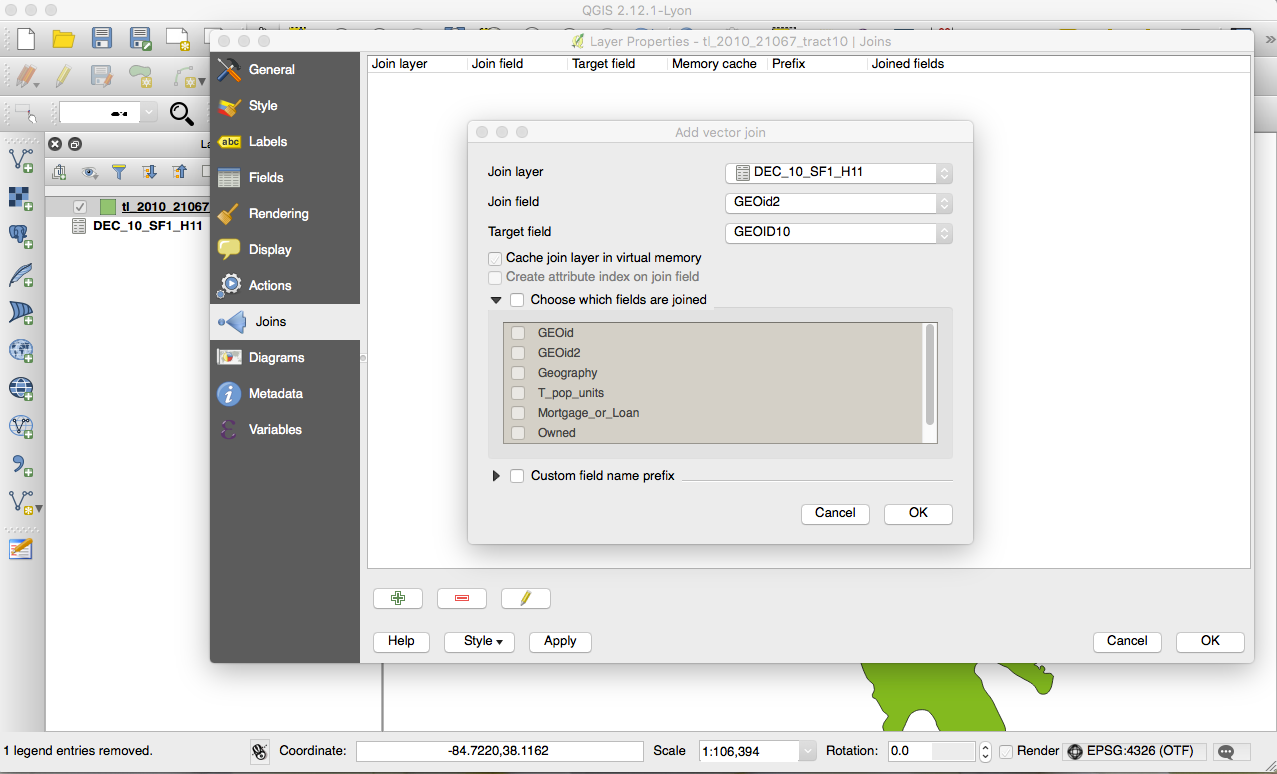 QGIS 2.12.1-Lyon
Layer Properties - tl_2010_21067_tract10 | Joins
General
Style
Labels
Fields
Rendering
Display
Actions
Joins
Diagrams
Metadata
Variables
abc
Join layer Join field Target field Memory cache Prefix Joined fields
tl_2010_21067
DEC_10_SF1_H11
Add vector join
Join layer DEC_10_SF1_H11
Join field GEOid2
Target field GEOID10
Cache join layer in virtual memory
Create attribute index on join field
Choose which fields are joined
GEOid
GEOid2
Geography
T_pop_units
Mortgage_or_Loan
Owned
Custom field name prefix
Cancel OK
Help Style Apply Cancel OK
1 legend entries removed. Coordinate: -84.7220,38.1162 Scale 1:106,394 Rotation: 0.0 Render EPSG:4326 (OTF)